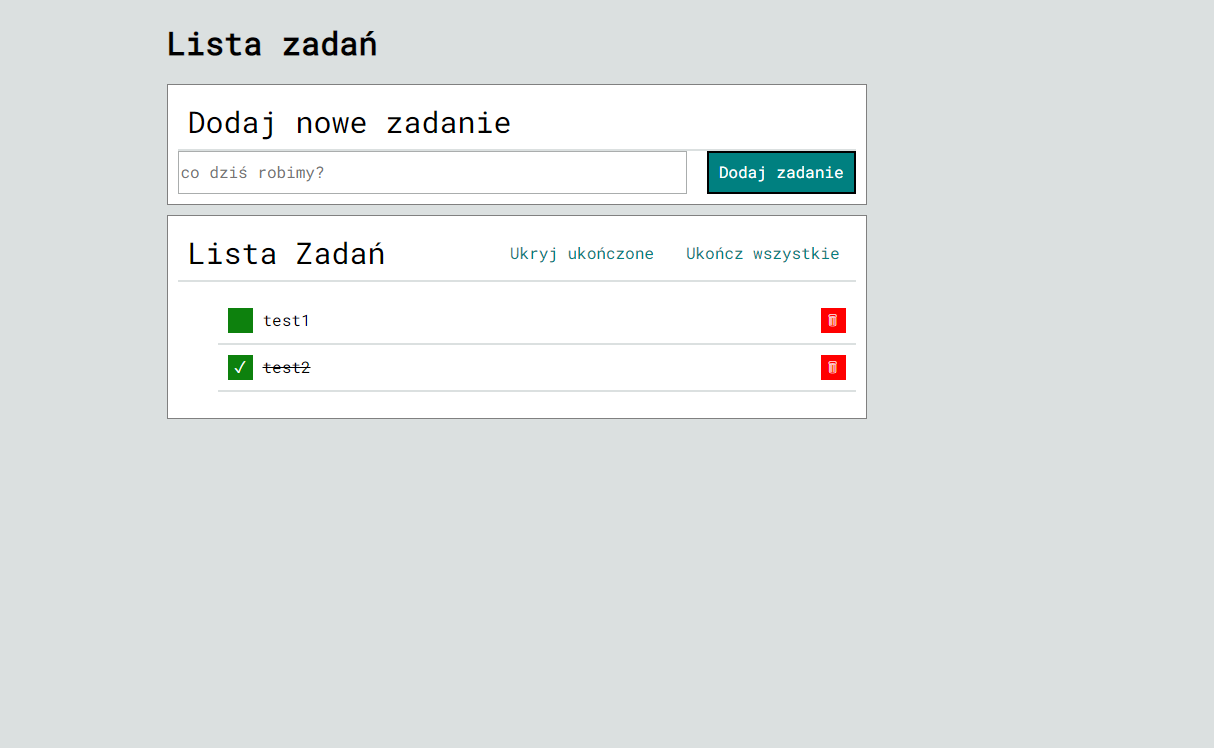 Lista zadań
Dodaj nowe zadanie
co dziś robimy?
Dodaj zadanie
Lista Zadań
Ukryj ukończone
Ukończ wszystkie
test1
✓ test2